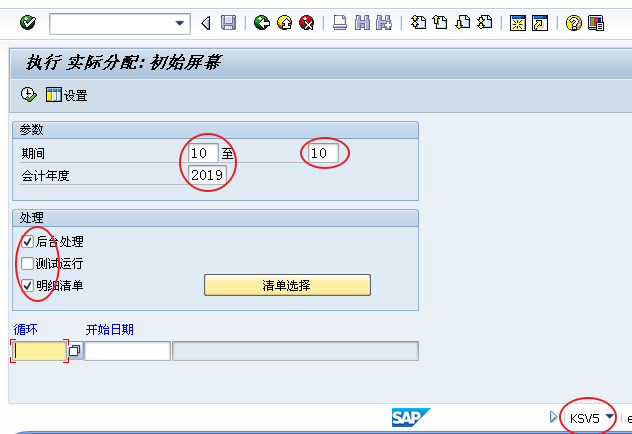 执行 实际分配: 初始屏幕
设置
参数
期间 10 至 10
会计年度 2019
处理
后台处理
测试运行
明细清单 清单选择
循环 开始日期
SAP KSV5